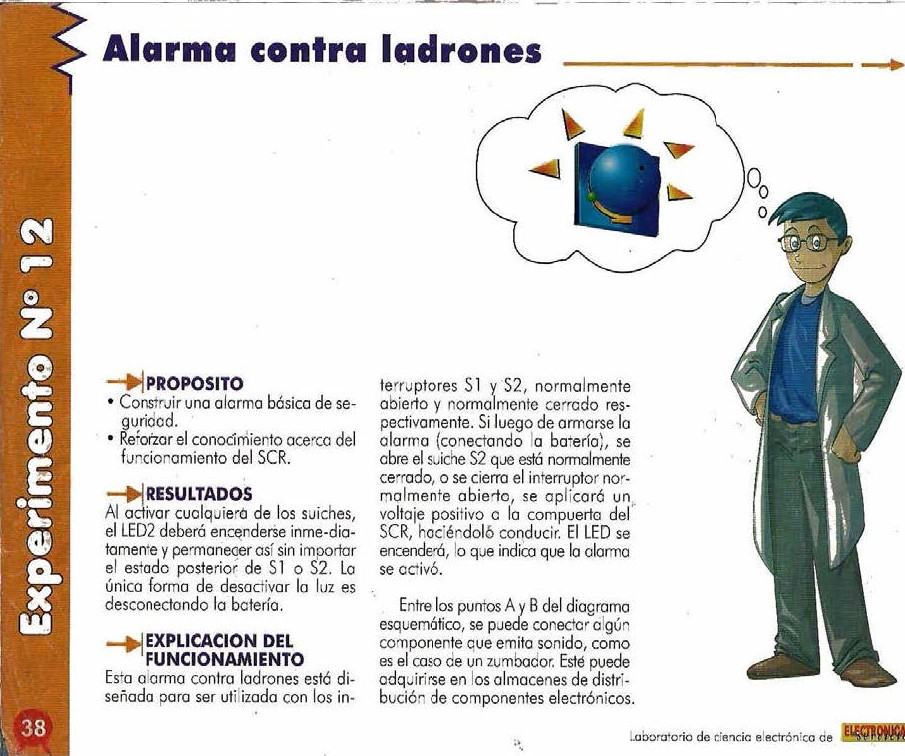 Alarma contra ladrones
Experimento Nº 12
PROPOSITO
• Construir una alarma básica de se-
guridad.
• Reforzar el conocimiento acerca del
funcionamiento del SCR.
RESULTADOS
Al activar cualquiera de los suiches,
el LED2 deberá encenderse inme-dia-
tamente y permanecer así sin importar
el estado posterior de S1 o S2. La
única forma de desactivar la luz es
desconectando la batería.
EXPLICACION DEL
FUNCIONAMIENTO
Esta alarma contra ladrones está di-
señada para ser utilizada con los in-
terruptores S1 y S2, normalmente
abierto y normalmente cerrado res-
pectivamente. Si luego de armarse la
alarma (conectando la batería), se
abre el suiche S2 que está normalmente
cerrado, o se cierra el interruptor nor-
malmente abierto, se aplicará un
voltaje positivo a la compuerta del
SCR, haciéndolo conducir. El LED se
encenderá, lo que indica que la alarma
se activó.
Entre los puntos A y B del diagrama
esquemático, se puede conectar algún
componente que emita sonido, como
es el caso de un zumbador. Esté puede
adquirirse en los almacenes de distri-
bución de componentes electrónicos.
38
Laboratorio de ciencia electrónica de
ELECTRONICA